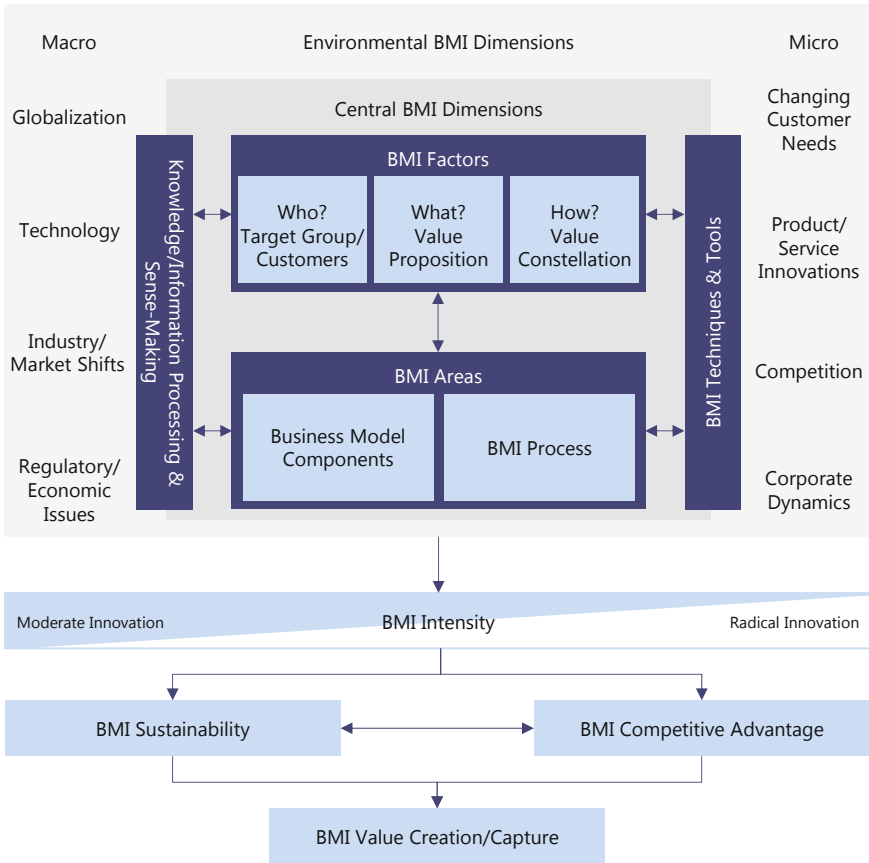 Macro
Environmental BMI Dimensions
Micro
Globalization
Technology
Industry/
Market Shifts
Regulatory/
Economic
Issues
Central BMI Dimensions
Knowledge/Information Processing &
Sense-Making
BMI Factors
Who?
Target Group/
Customers
What?
Value
Proposition
How?
Value
Constellation
BMI Areas
Business Model
Components
BMI Process
BMI Techniques & Tools
Changing
Customer
Needs
Product/
Service
Innovations
Competition
Corporate
Dynamics
Moderate Innovation
BMI Intensity
Radical Innovation
BMI Sustainability
BMI Competitive Advantage
BMI Value Creation/Capture